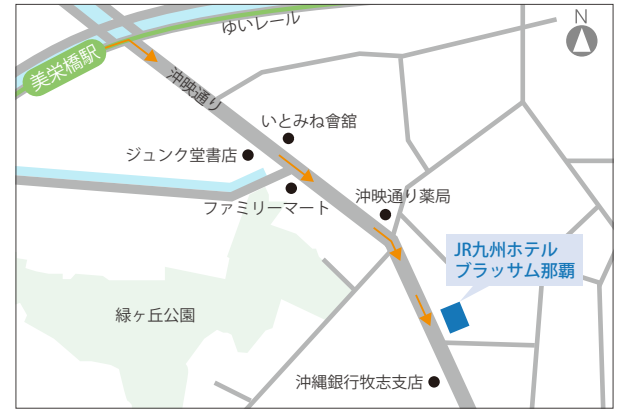 N
ゆいレール
美栄橋駅
沖映通り
いとみね會舘
ジュンク堂書店
ファミリーマート
沖映通り薬局
JR九州ホテル
ブラッサム那覇
緑ヶ丘公園
沖縄銀行牧志支店